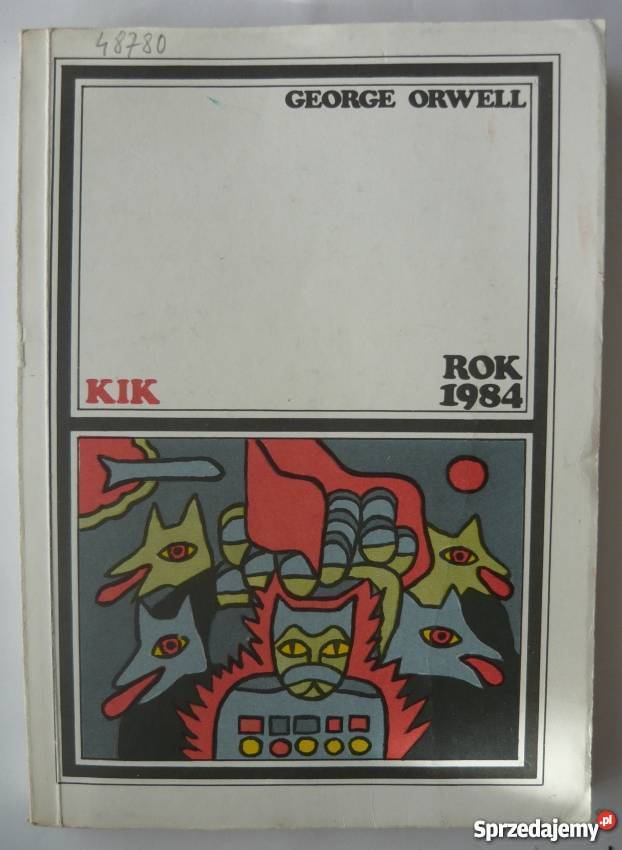 48780
GEORGE ORWELL
KIK
ROK
1984
Sprzedajemy.pl